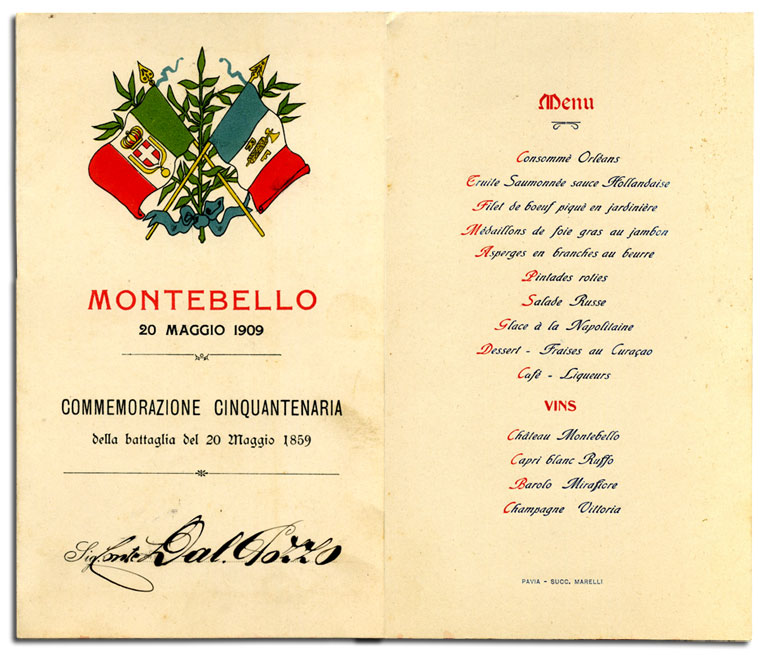 MONTEBELLO
20 MAGGIO 1909
COMMEMORAZIONE CINQUANTENARIA
della battaglia del 20 Maggio 1859
Sig. Conte Dal Pozzo
Menu
Consommè Orléans
Truite Saumonnée sauce Hollandaise
Filet de boeuf piqué en jardinière
Médaillons de foie gras au jambon
Asperges en branches au beurre
Pintades roties
Salade Russe
Glace à la Napolitaine
Dessert - Fraises au Curaçao
Café - Liqueurs
VINS
Château Montebello
Capri blanc Ruffo
Barolo Mirafiore
Champagne Vittoria
PAVIA - SUCC. MARELLI